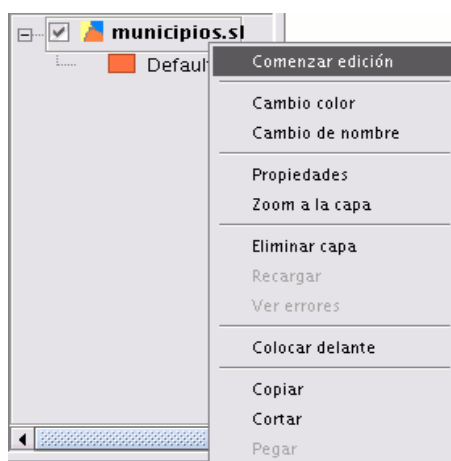 municipios.sl
Defaul
Comenzar edición
Cambio color
Cambio de nombre
Propiedades
Zoom a la capa
Eliminar capa
Recargar
Ver errores
Colocar delante
Copiar
Cortar
Pegar